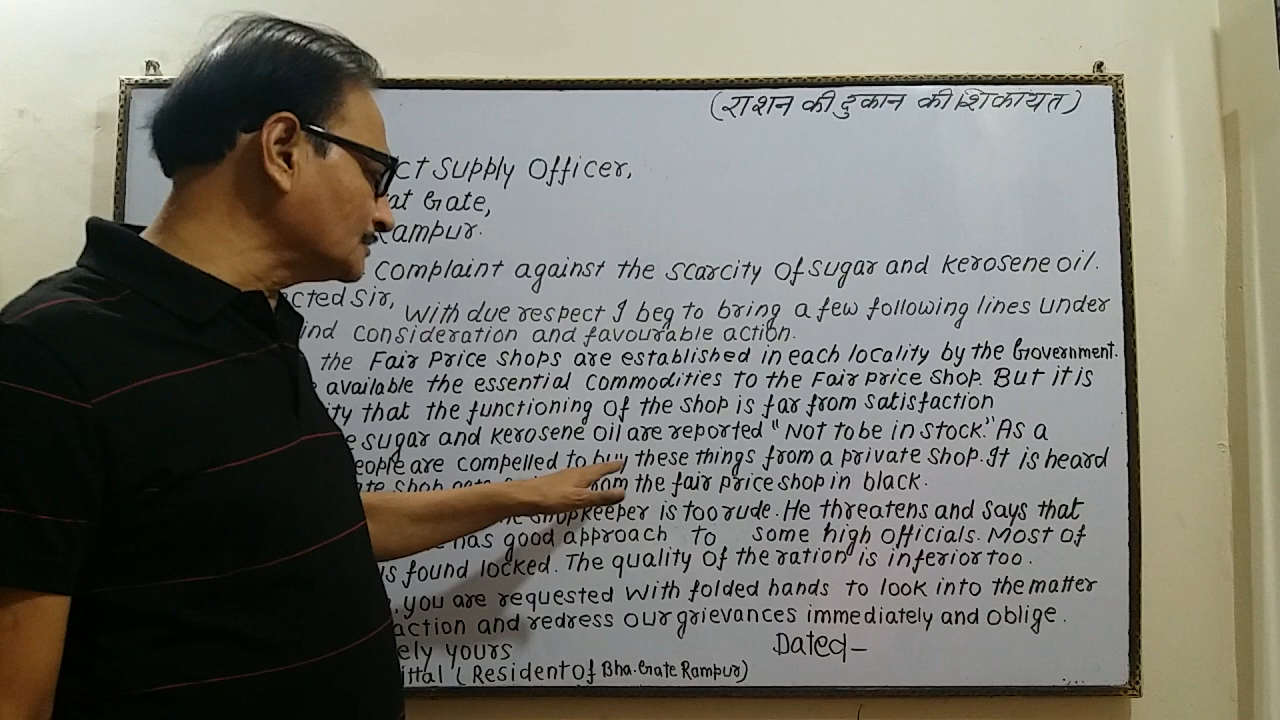 (राशन की दुकान की शिकायत)
ct Supply Officer,
at Gate,
Rampur.
Complaint against the scarcity of sugar and kerosene oil.
cted Sir, With due respect I beg to bring a few following lines under
ind consideration and favourable action.
the Fair Price Shops are established in each locality by the Government.
available the essential commodities to the Fair price shop. But it is
ity that the functioning of the shop is far from satisfaction
e sugar and kerosene oil are reported "Not to be in stock." As a
eople are compelled to buy these things from a private shop. It is heard
from the fair price shop in black.
shopkeeper is too rude. He threatens and says that
has good approach to some high officials. Most of
is found locked. The quality of the ration is inferior too.
, you are requested with folded hands to look into the matter
action and redress our grievances immediately and oblige.
ely yours Dated-
ittal (Resident of Bha. Gate Rampur)